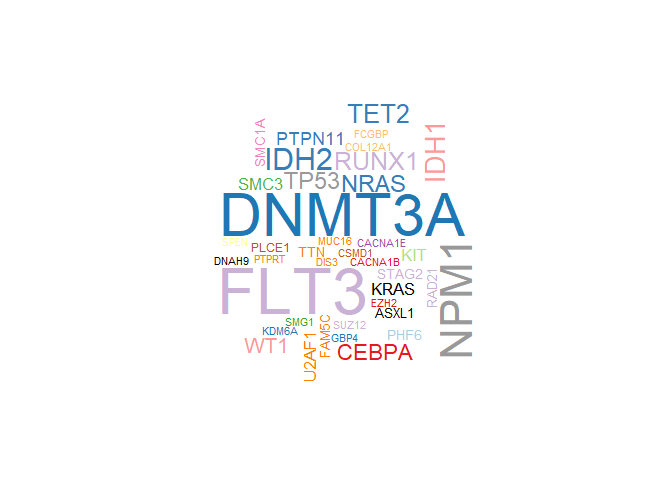 TET2
FCGBP
SMC1A
PTPN11
COL12A1
IDH1
IDH2
RUNX1
SMC3
TP53
NRAS
DNMT3A
MUC16
CACNA1E
PLCE1
TTN
CSMD1
KIT
DNAH9
PTPRT
DIS3
CACNA1B
NPM1
STAG2
FLT3
KRAS
RAD21
EZH2
ASXL1
SMG1
SUZ12
FAM5C
KDM6A
GBP4
PHF6
WT1
U2AF1
CEBPA